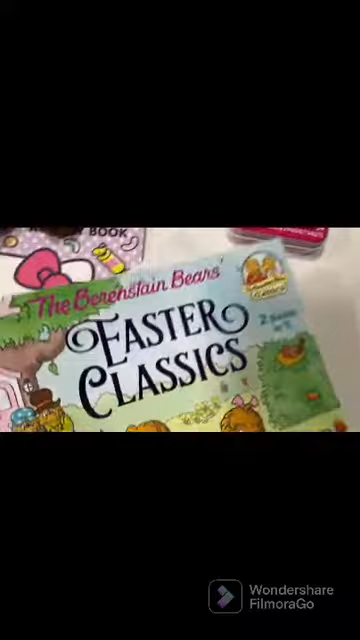 BOOK
The Berenstain Bears
EASTER
CLASSICS
Wondershare
FilmoraGo